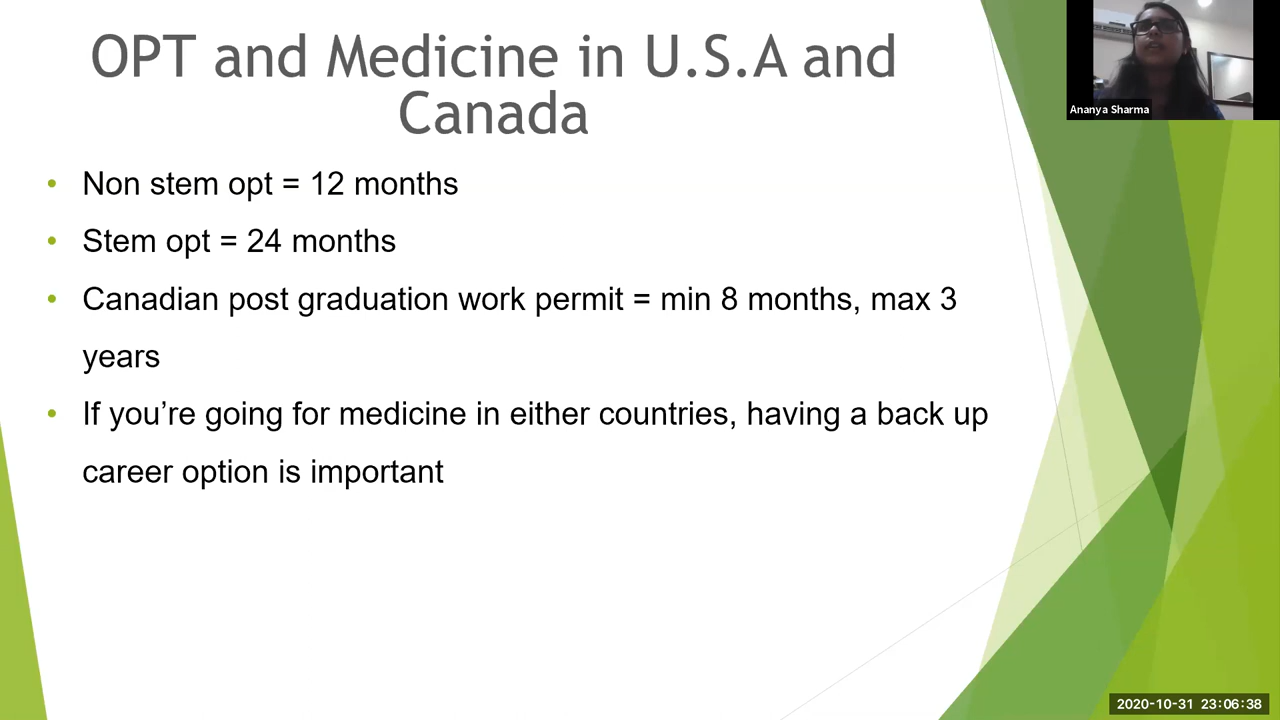 OPT and Medicine in U.S.A and
Canada
Ananya Sharma
• Non stem opt = 12 months
• Stem opt = 24 months
• Canadian post graduation work permit = min 8 months, max 3
years
• If you’re going for medicine in either countries, having a back up
career option is important
2020-10-31 23:06:38